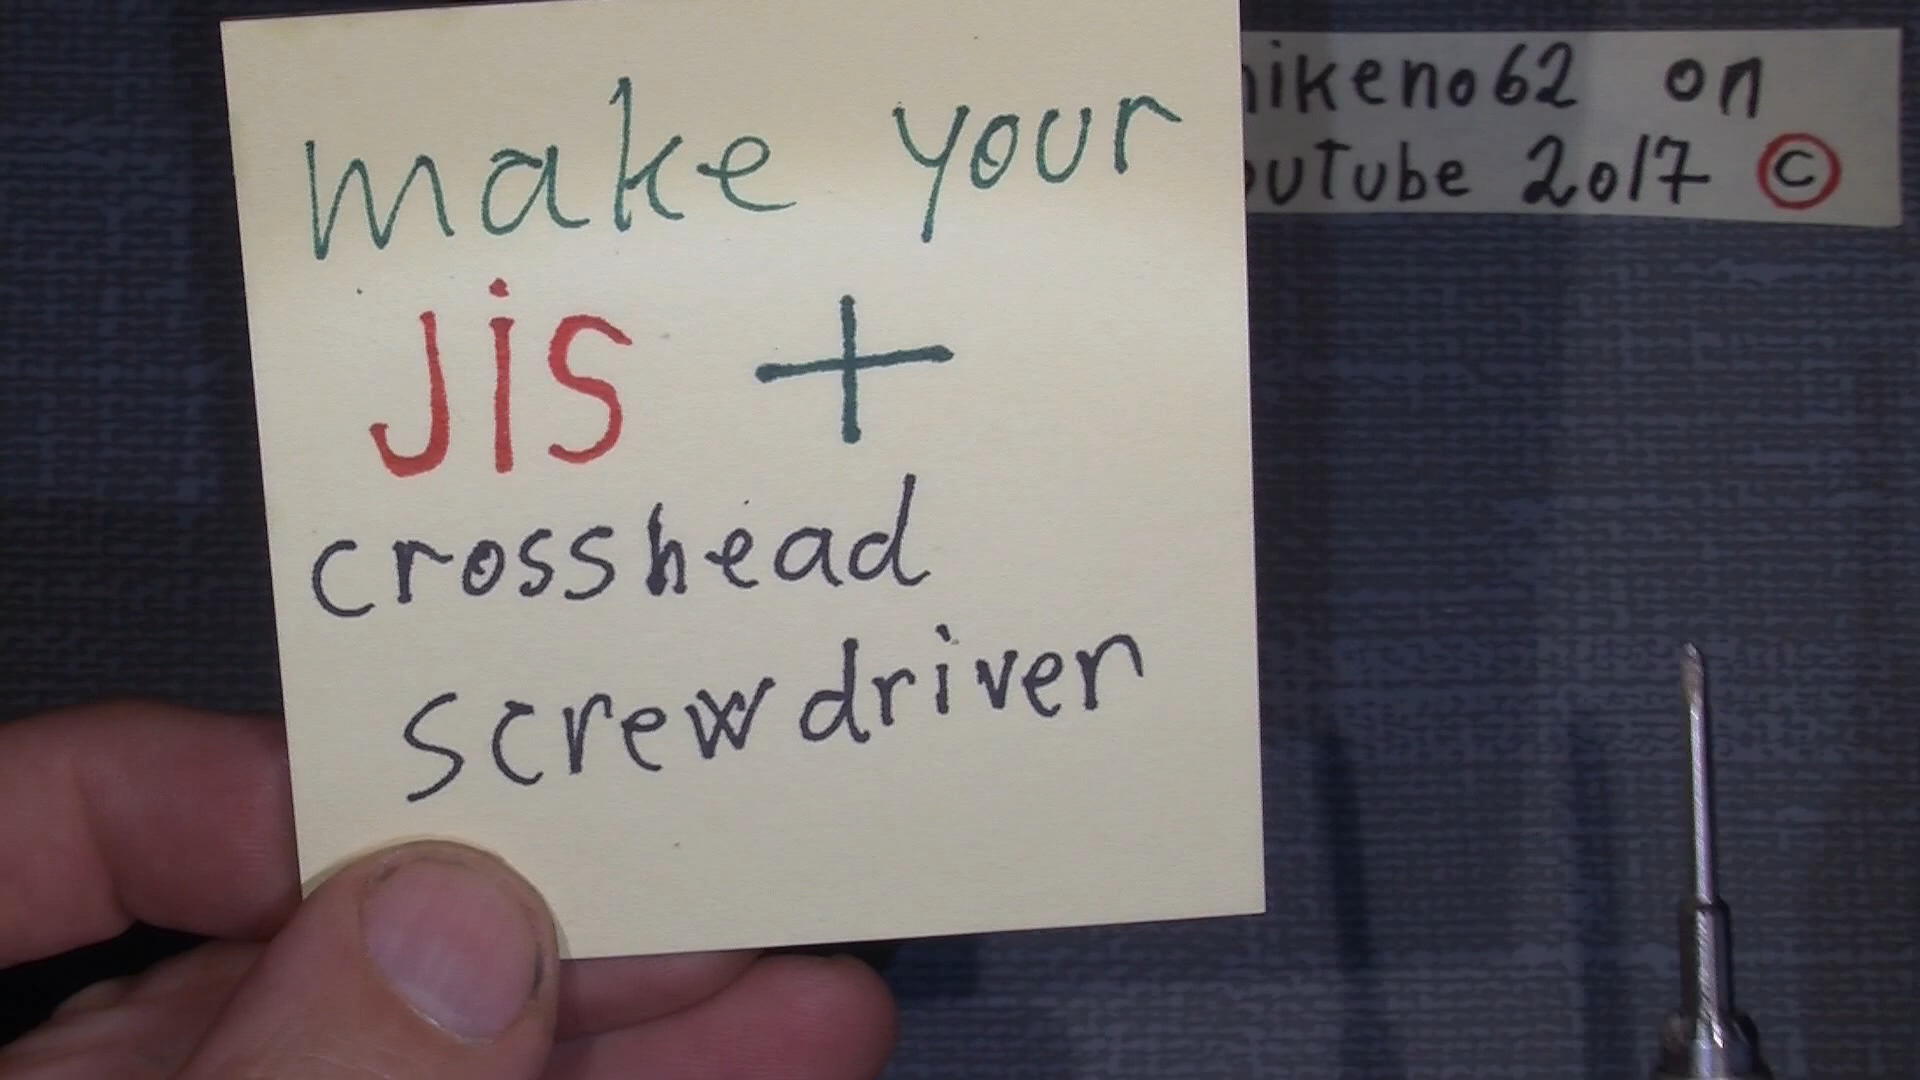 make your
JiS +
crosshead
screwdriver
ikeno62 on
outube 2017 ©